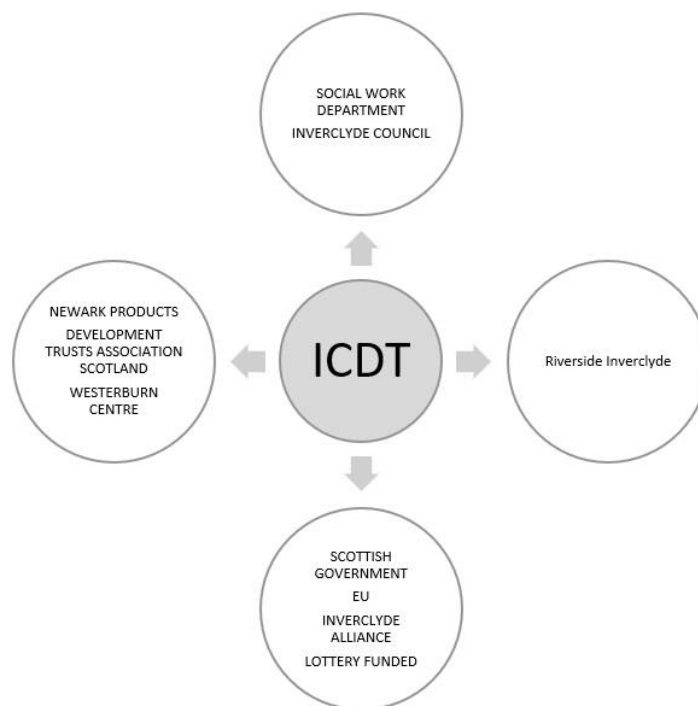 SOCIAL WORK
DEPARTMENT
INVERCLYDE COUNCIL
NEWARK PRODUCTS
DEVELOPMENT
TRUSTS ASSOCIATION
SCOTLAND
WESTERBURN
CENTRE
ICDT
Riverside Inverclyde
SCOTTISH
GOVERNMENT
EU
INVERCLYDE
ALLIANCE
LOTTERY FUNDED